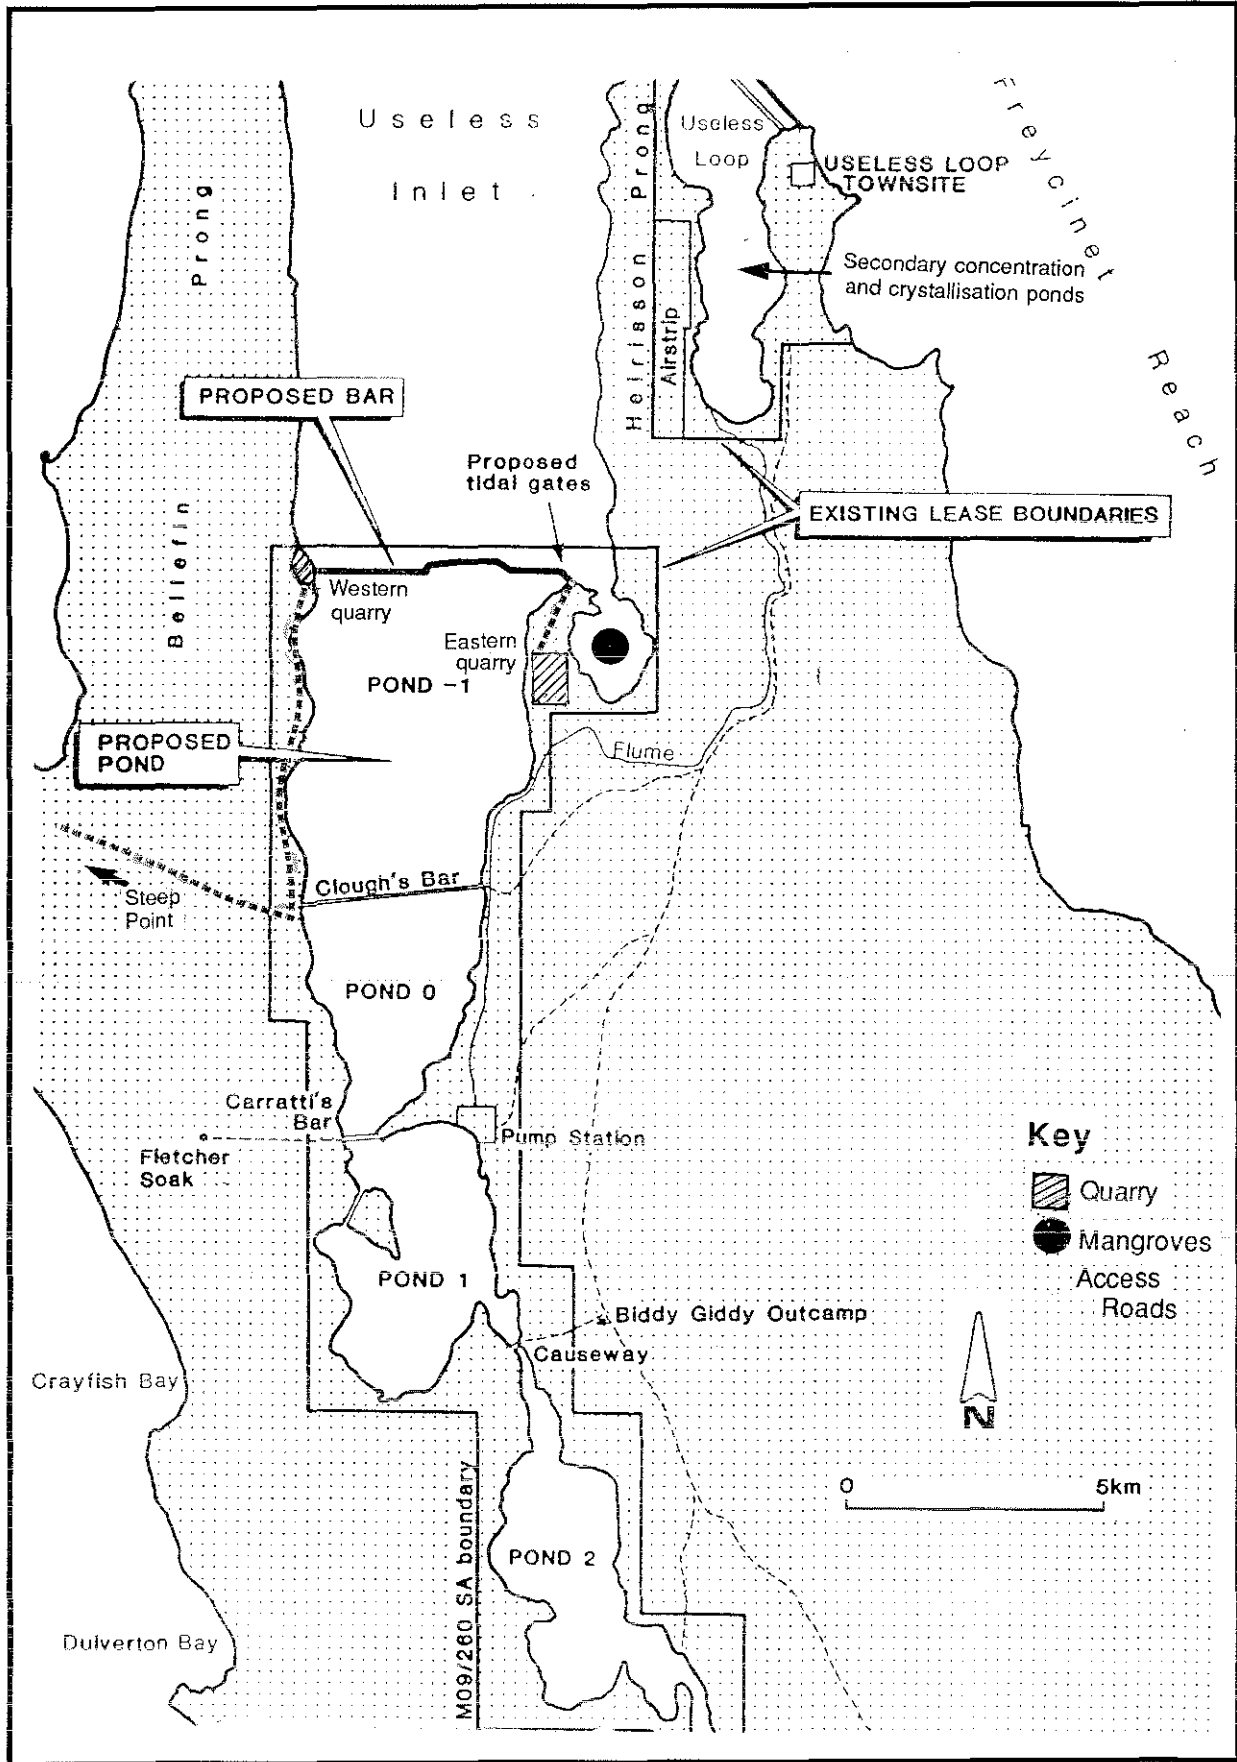 Useless
Inlet
Freycinet
Reach
Prong
Bellefin
Heirisson Prong
Useless
Loop
USELESS LOOP
TOWNSITE
Secondary concentration
and crystallisation ponds
Airstrip
PROPOSED BAR
Proposed
tidal gates
EXISTING LEASE BOUNDARIES
Western
quarry
Eastern
quarry
POND -1
PROPOSED
POND
Flume
Clough's Bar
Steep
Point
POND 0
Carratti's
Bar
Pump Station
Fletcher
Soak
Key
Quarry
Mangroves
Access
Roads
POND 1
Biddy Giddy Outcamp
Causeway
Crayfish Bay
N
0 5km
M09/260 SA boundary
POND 2
Dulverton Bay